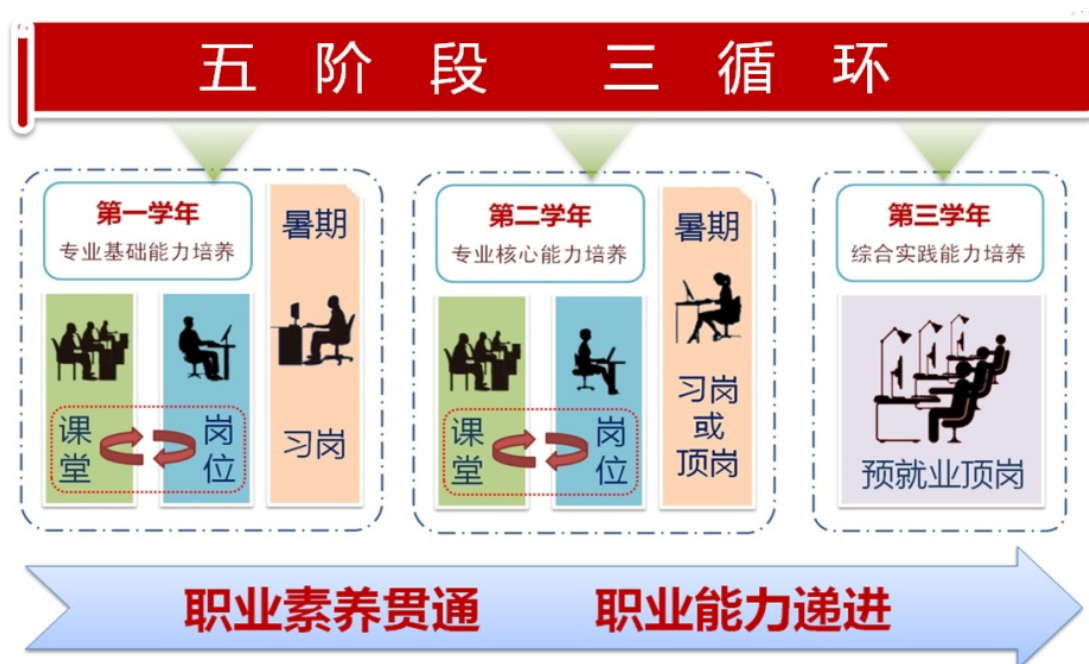 五阶段 三循环
第一学年
专业基础能力培养
课堂
岗位
暑期
习岗
第二学年
专业核心能力培养
课堂
岗位
暑期
习岗
或
顶岗
第三学年
综合实践能力培养
预就业顶岗
职业素养贯通 职业能力递进